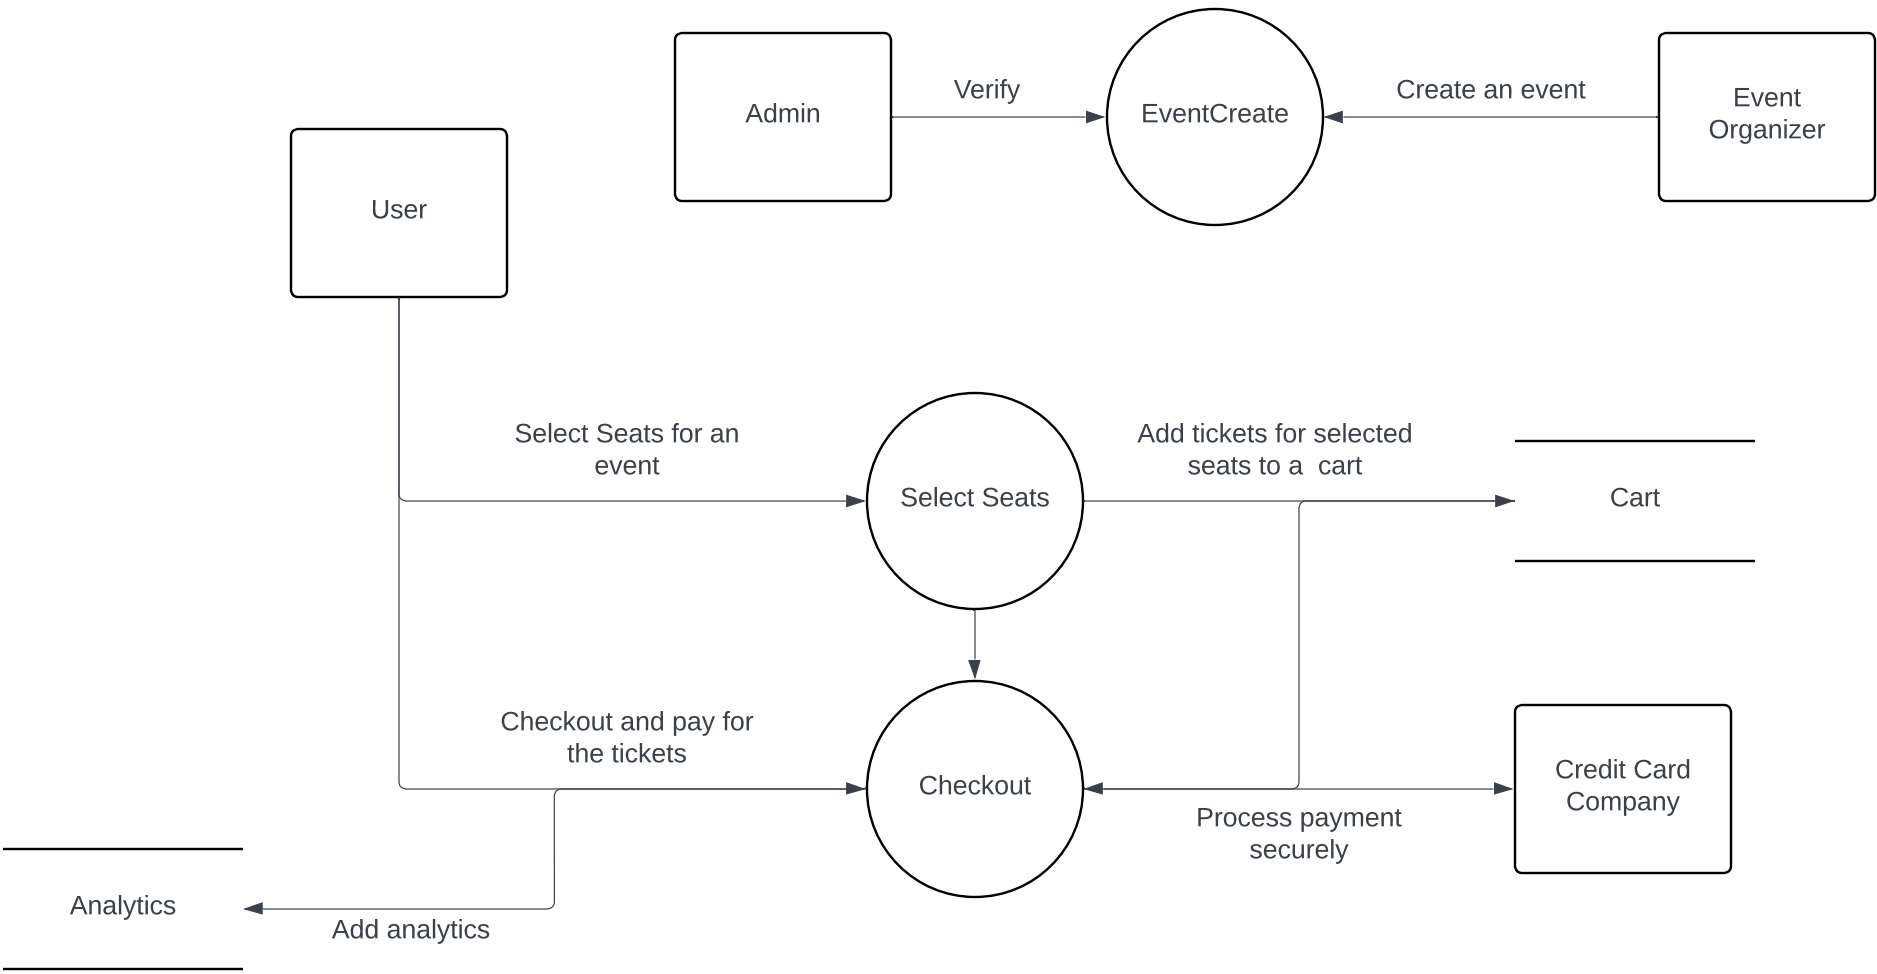 Admin
Verify
EventCreate
Create an event
Event
Organizer
User
Select Seats for an
event
Select Seats
Add tickets for selected
seats to a  cart
Cart
Checkout and pay for
the tickets
Checkout
Process payment
securely
Credit Card
Company
Analytics
Add analytics